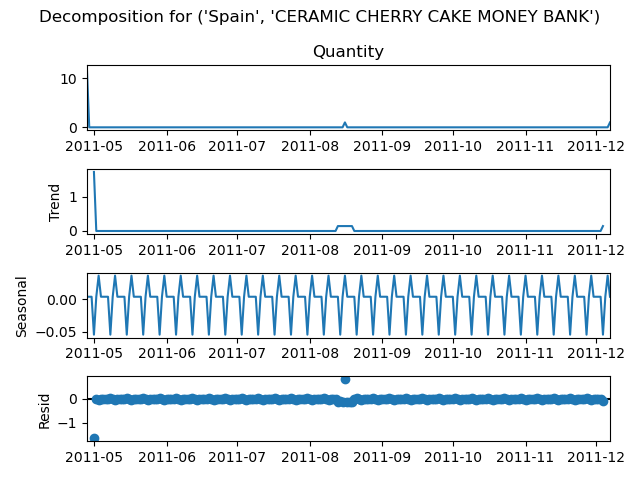 Decomposition for ('Spain', 'CERAMIC CHERRY CAKE MONEY BANK')
Quantity
10
0
2011-05 2011-06 2011-07 2011-08 2011-09 2011-10 2011-11 2011-12
Trend
1
0
2011-05 2011-06 2011-07 2011-08 2011-09 2011-10 2011-11 2011-12
Seasonal
0.00
−0.05
2011-05 2011-06 2011-07 2011-08 2011-09 2011-10 2011-11 2011-12
Resid
0
−1
2011-05 2011-06 2011-07 2011-08 2011-09 2011-10 2011-11 2011-12